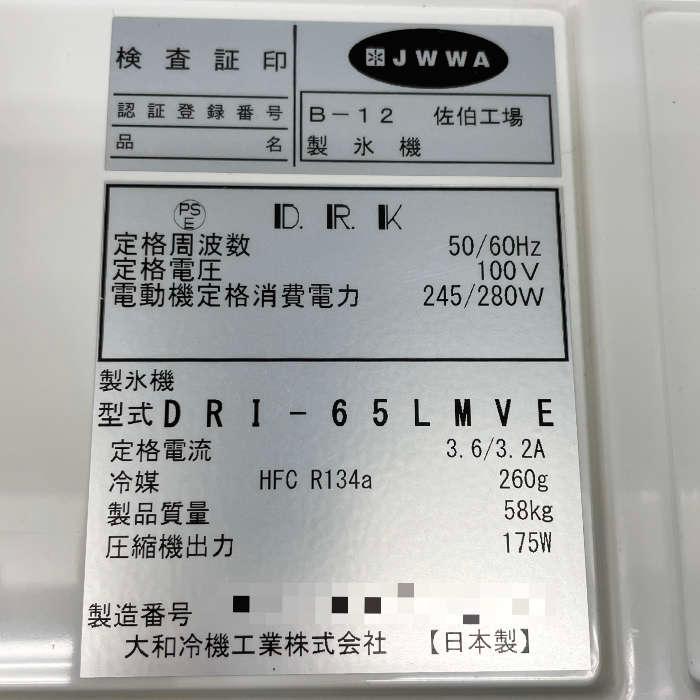 検査証印 JWWA
認証登録番号 B-12 佐伯工場
品名 製氷機
PSE D.R.K
定格周波数 50/60Hz
定格電圧 100V
電動機定格消費電力 245/280W
製氷機
型式 DRI-65LMVE
定格電流 3.6/3.2A
冷媒 HFC R134a 260g
製品質量 58kg
圧縮機出力 175W
製造番号
大和冷機工業株式会社 【日本製】